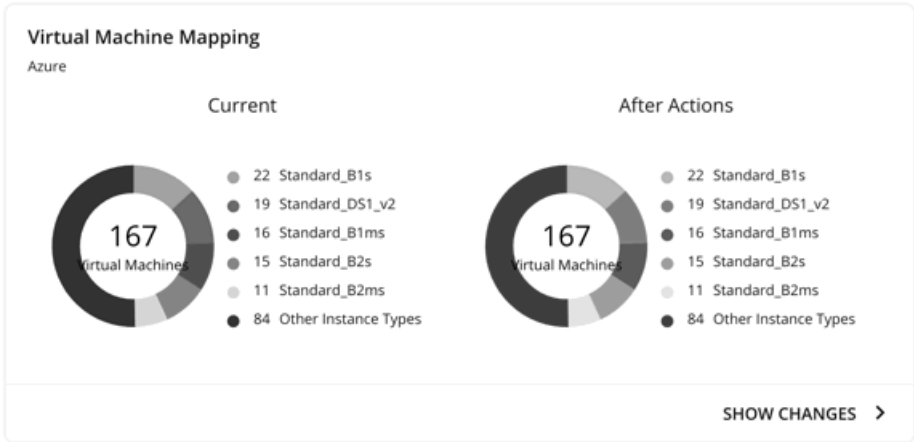 Virtual Machine Mapping
Azure
Current
167
Virtual Machines
22 Standard_B1s
19 Standard_DS1_v2
16 Standard_B1ms
15 Standard_B2s
11 Standard_B2ms
84 Other Instance Types
After Actions
167
Virtual Machines
22 Standard_B1s
19 Standard_DS1_v2
16 Standard_B1ms
15 Standard_B2s
11 Standard_B2ms
84 Other Instance Types
SHOW CHANGES